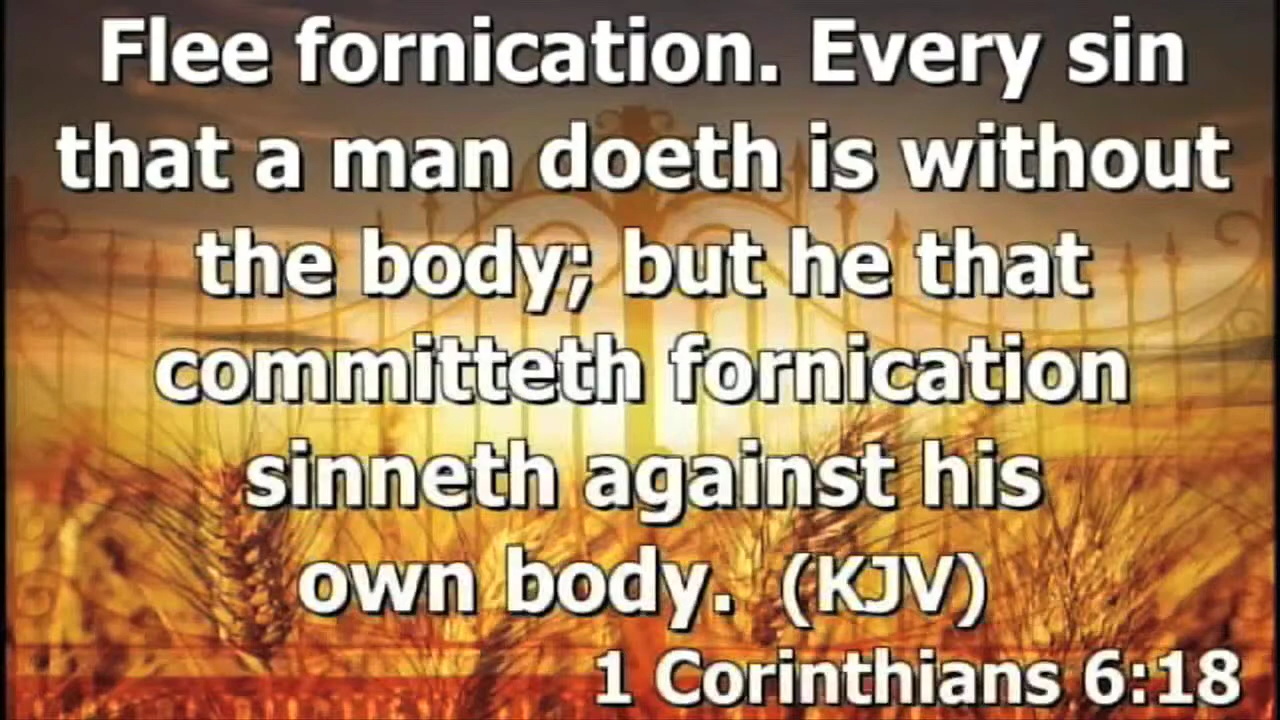 Flee fornication. Every sin
that a man doeth is without
the body; but he that
committeth fornication
sinneth against his
own body. (KJV)
1 Corinthians 6:18